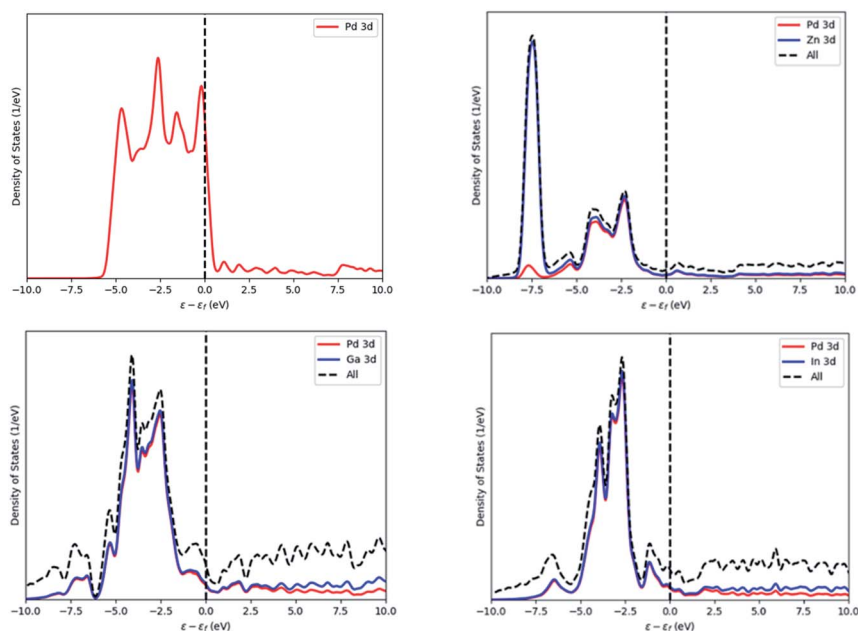 Pd 3d
Density of States (1/eV)
−10.0 −7.5 −5.0 −2.5 0.0 2.5 5.0 7.5 10.0
ε − εf (eV)
Pd 3d
Zn 3d
All
Density of States (1/eV)
−10.0 −7.5 −5.0 −2.5 0.0 2.5 5.0 7.5 10.0
ε − εf (eV)
Pd 3d
Ga 3d
All
Density of States (1/eV)
−10.0 −7.5 −5.0 −2.5 0.0 2.5 5.0 7.5 10.0
ε − εf (eV)
Pd 3d
In 3d
All
Density of States (1/eV)
−10.0 −7.5 −5.0 −2.5 0.0 2.5 5.0 7.5 10.0
ε − εf (eV)